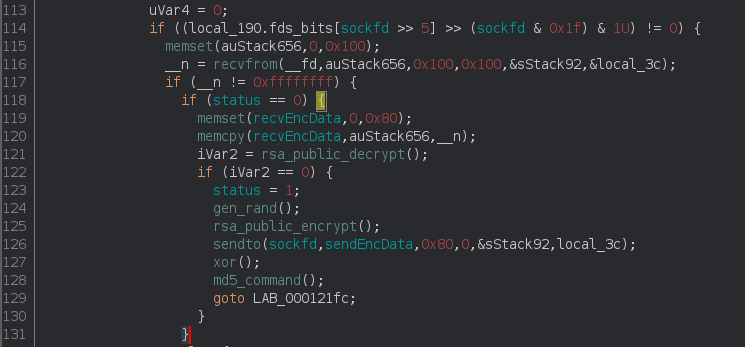 113 uVar4 = 0;
114 if ((local_190.fds_bits[sockfd >> 5] >> (sockfd & 0x1f) & 1U) != 0) {
115 memset(auStack656,0,0x100);
116 __n = recvfrom(__fd,auStack656,0x100,0x100,&sStack92,&local_3c);
117 if (__n != 0xffffffff) {
118 if (status == 0) {
119 memset(recvEncData,0,0x80);
120 memcpy(recvEncData,auStack656,__n);
121 iVar2 = rsa_public_decrypt();
122 if (iVar2 == 0) {
123 status = 1;
124 gen_rand();
125 rsa_public_encrypt();
126 sendto(sockfd,sendEncData,0x80,0,&sStack92,local_3c);
127 xor();
128 md5_command();
129 goto LAB_000121fc;
130 }
131 }